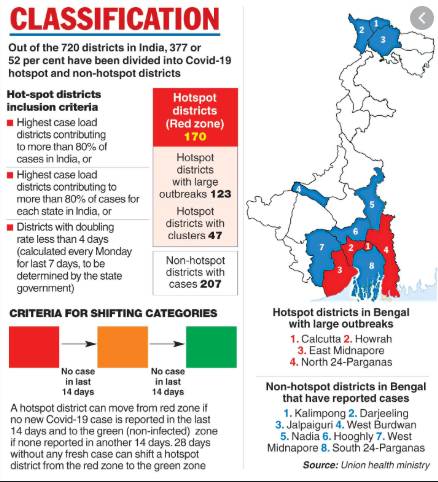 CLASSIFICATION
Out of the 720 districts in India, 377 or
52 per cent have been divided into Covid-19
hotspot and non-hotspot districts
Hot-spot districts
inclusion criteria
Highest case load
districts contributing
to more than 80% of
cases in India, or
Highest case load
districts contributing to
more than 80% of cases for
each state in India, or
Districts with doubling
rate less than 4 days
(calculated every Monday
for last 7 days, to be
determined by the state
government)
Hotspot
districts
(Red zone)
170
Hotspot
districts
with large
outbreaks 123
Hotspot
districts with
clusters 47
Non-hotspot
districts with
cases 207
CRITERIA FOR SHIFTING CATEGORIES
No case
in last
14 days
No case
in last
14 days
A hotspot district can move from red zone if
no new Covid-19 case is reported in the last
14 days and to the green (non-infected) zone
if none reported in another 14 days. 28 days
without any fresh case can shift a hotspot
district from the red zone to the green zone
1
2
3
4
5
6
7
2
1
4
3
8
Hotspot districts in Bengal
with large outbreaks
1. Calcutta 2. Howrah
3. East Midnapore
4. North 24-Parganas
Non-hotspot districts in Bengal
that have reported cases
1. Kalimpong 2. Darjeeling
3. Jalpaiguri 4. West Burdwan
5. Nadia 6. Hooghly 7. West
Midnapore 8. South 24-Parganas
Source: Union health ministry